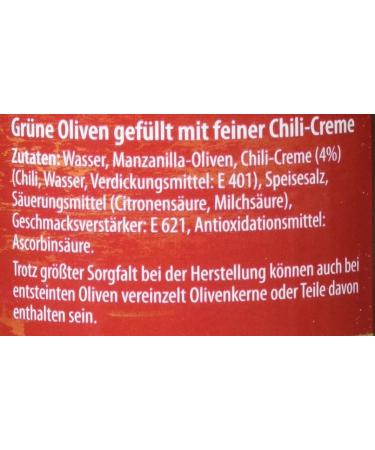 Grüne Oliven gefüllt mit feiner Chili-Creme
Zutaten: Wasser, Manzanilla-Oliven, Chili-Creme (4%)
(Chili, Wasser, Verdickungsmittel: E 401), Speisesalz,
Säuerungsmittel (Citronensäure, Milchsäure),
Geschmacksverstärker: E 621, Antioxidationsmittel:
Ascorbinsäure.
Trotz größter Sorgfalt bei der Herstellung können auch bei
entsteinten Oliven vereinzelt Olivenkerne oder Teile davon
enthalten sein.